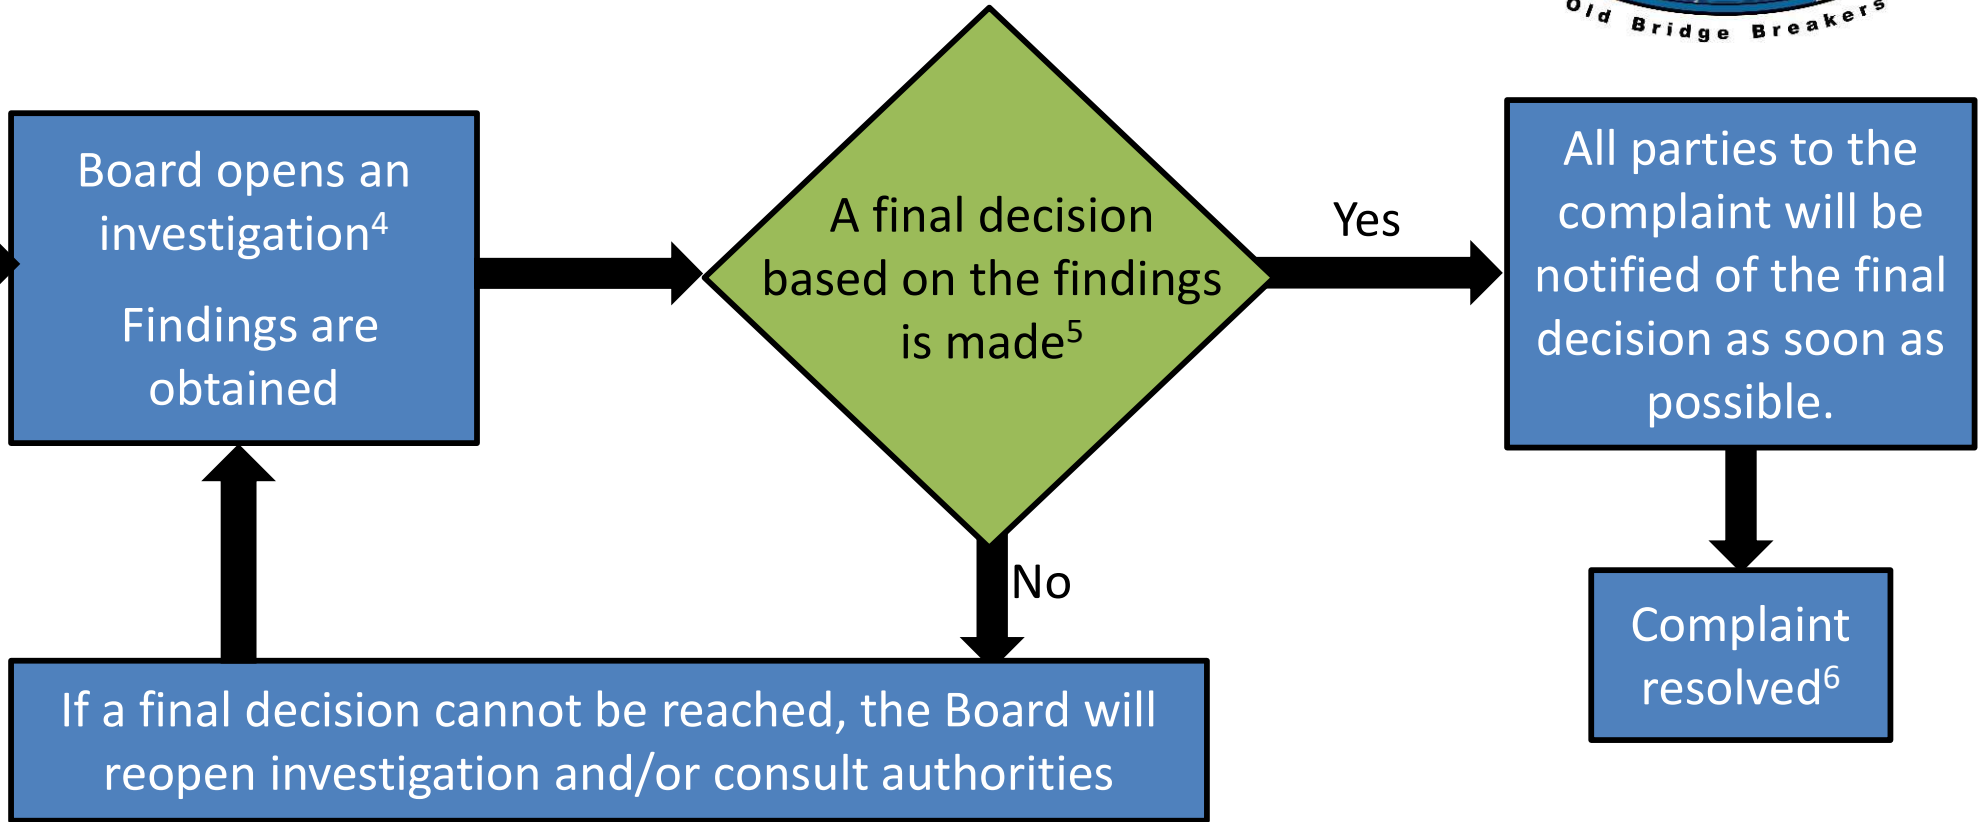 Old Bridge Breakers
Board opens an
investigation⁴
Findings are
obtained
A final decision
based on the findings
is made⁵
Yes
All parties to the
complaint will be
notified of the final
decision as soon as
possible.
No
If a final decision cannot be reached, the Board will
reopen investigation and/or consult authorities
Complaint
resolved⁶